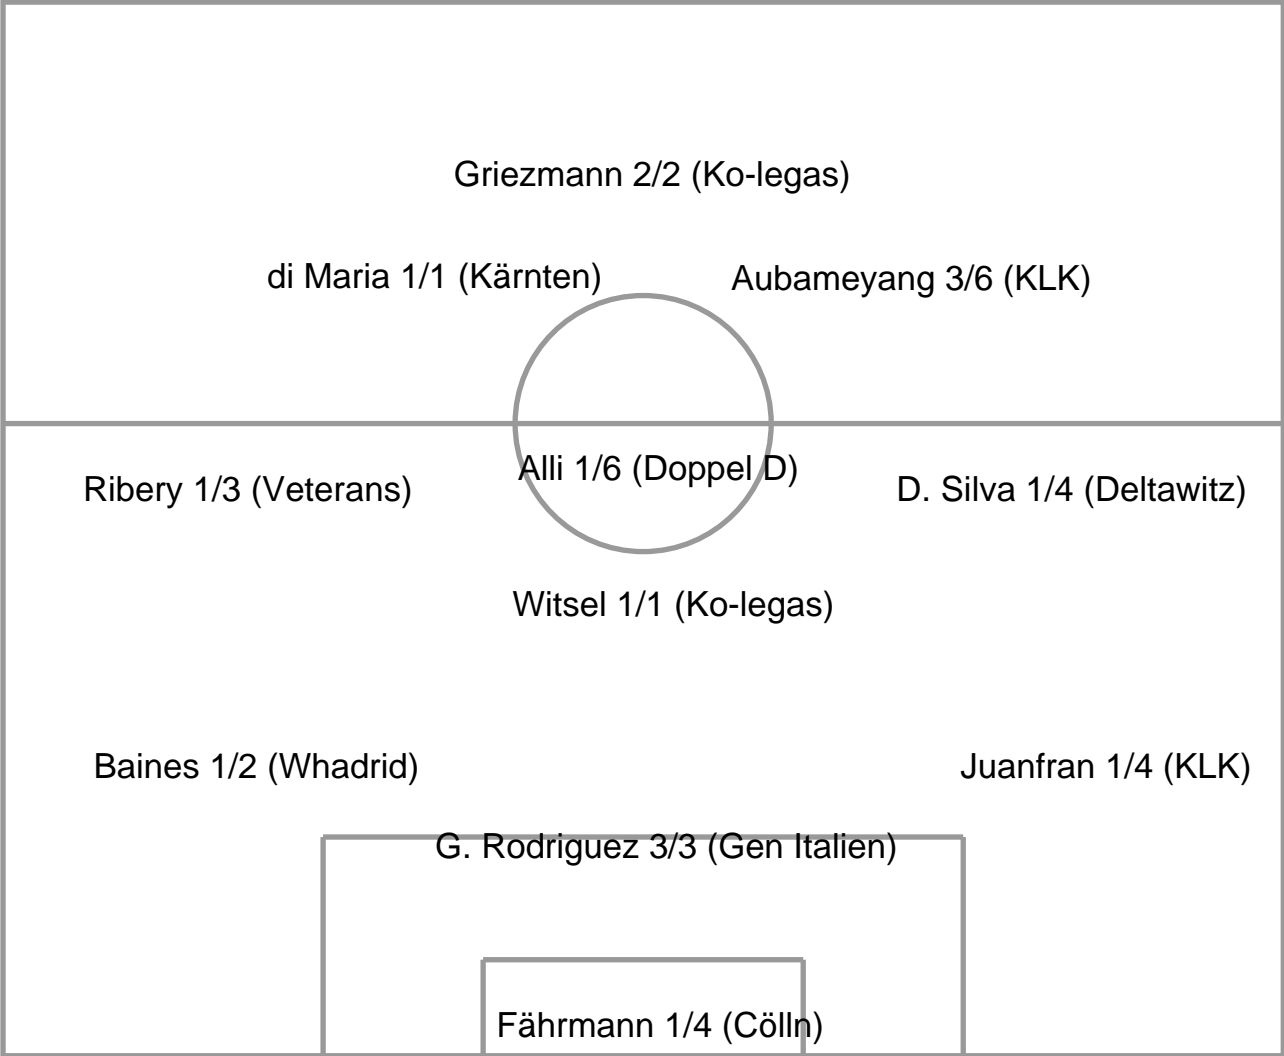 Griezmann 2/2 (Ko-legas)
di Maria 1/1 (Kärnten)
Aubameyang 3/6 (KLK)
Alli 1/6 (Doppel D)
Ribery 1/3 (Veterans)
D. Silva 1/4 (Deltawitz)
Witsel 1/1 (Ko-legas)
Baines 1/2 (Whadrid)
Juanfran 1/4 (KLK)
G. Rodriguez 3/3 (Gen Italien)
Fährmann 1/4 (Cölln)